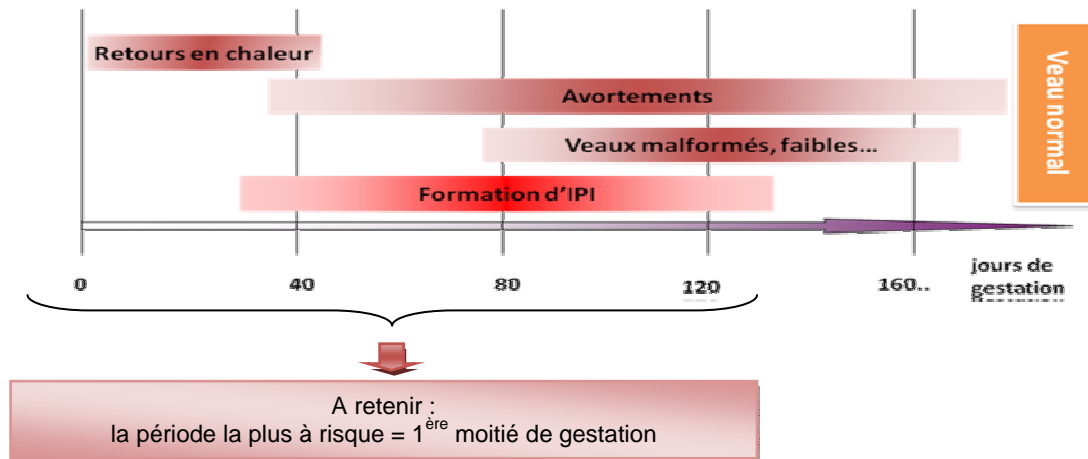 Retours en chaleur
Avortements
Veaux malformés, faibles...
Formation d'IPI
Veau normal
0 40 80 120 160..
jours de
gestation
A retenir :
la période la plus à risque = 1ère moitié de gestation